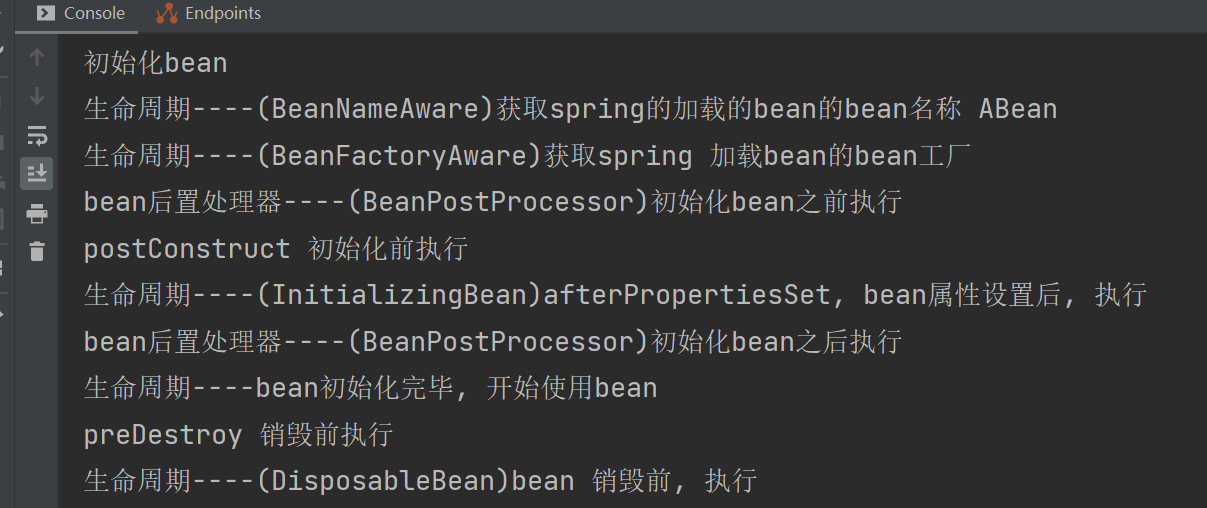 Console Endpoints
初始化bean
生命周期----(BeanNameAware)获取spring的加载的bean的bean名称 ABean
生命周期----(BeanFactoryAware)获取spring 加载bean的bean工厂
bean后置处理器----(BeanPostProcessor)初始化bean之前执行
postConstruct 初始化前执行
生命周期----(InitializingBean)afterPropertiesSet, bean属性设置后, 执行
bean后置处理器----(BeanPostProcessor)初始化bean之后执行
生命周期----bean初始化完毕, 开始使用bean
preDestroy 销毁前执行
生命周期----(DisposableBean)bean 销毁前, 执行